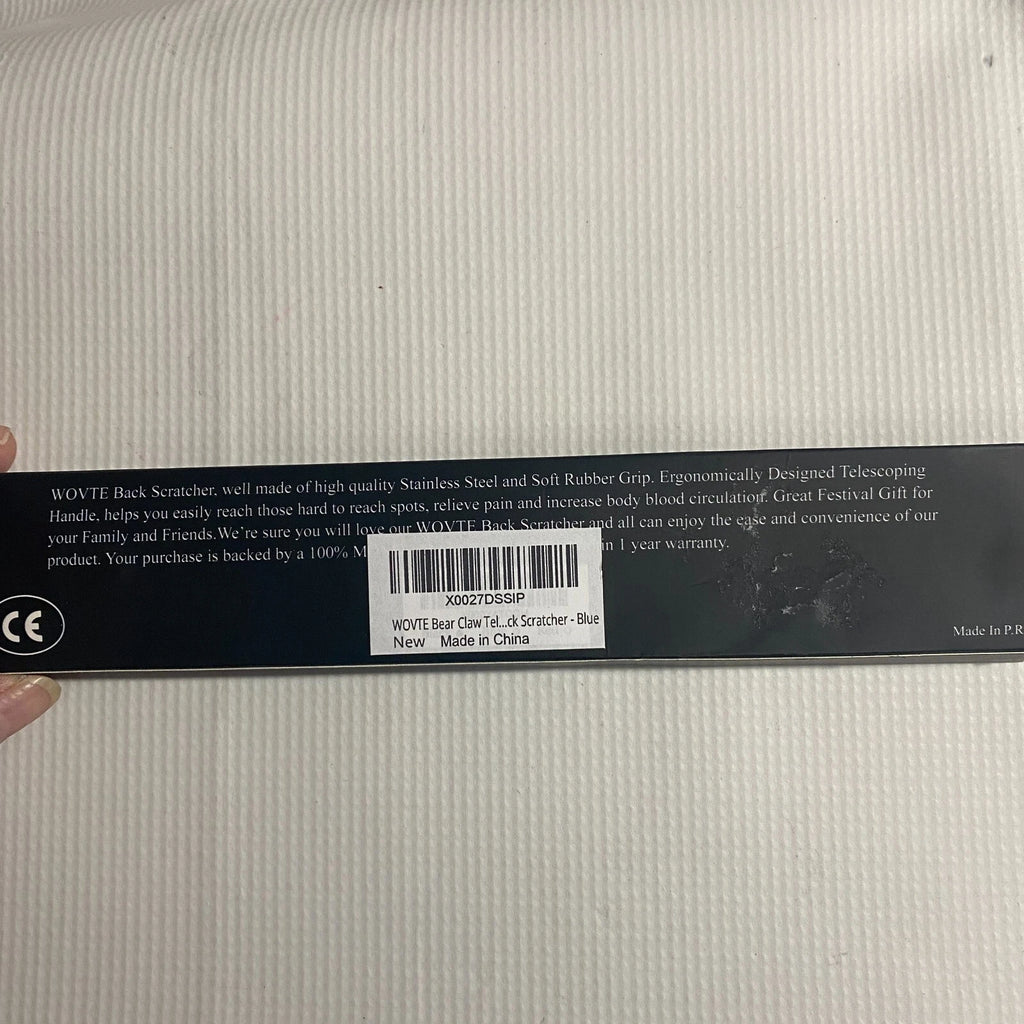 WOVTE Back Scratcher, well made of high quality Stainless Steel and Soft Rubber Grip. Ergonomically Designed Telescoping
Handle, helps you easily reach those hard to reach spots, relieve pain and increase body blood circulation. Great Festival Gift for
your Family and Friends.We're sure you will love our WOVTE Back Scratcher and all can enjoy the ease and convenience of our
product. Your purchase is backed by a 100% M in 1 year warranty.
CE
X0027DSSIP
WOVTE Bear Claw Tel...ck Scratcher - Blue
New Made in China
Made In P.R